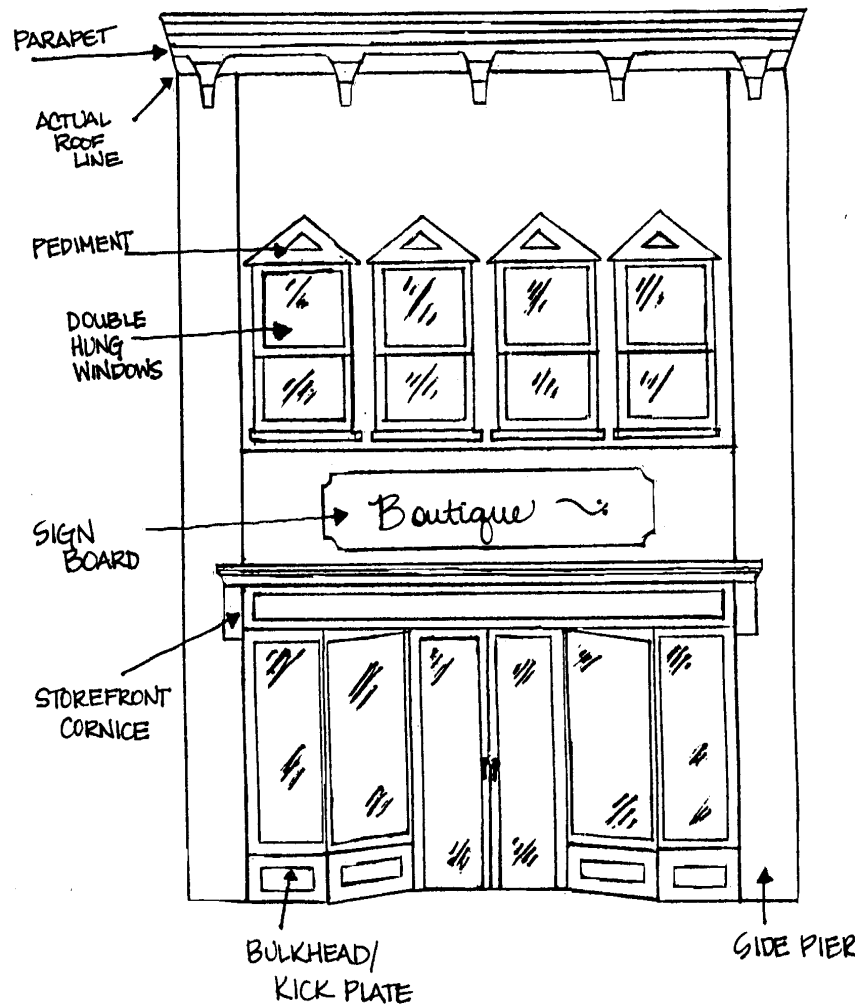 PARAPET
ACTUAL
ROOF
LINE
PEDIMENT
DOUBLE
HUNG
WINDOWS
Boutique
SIGN
BOARD
STOREFRONT
CORNICE
BULKHEAD/
KICK PLATE
SIDE PIER